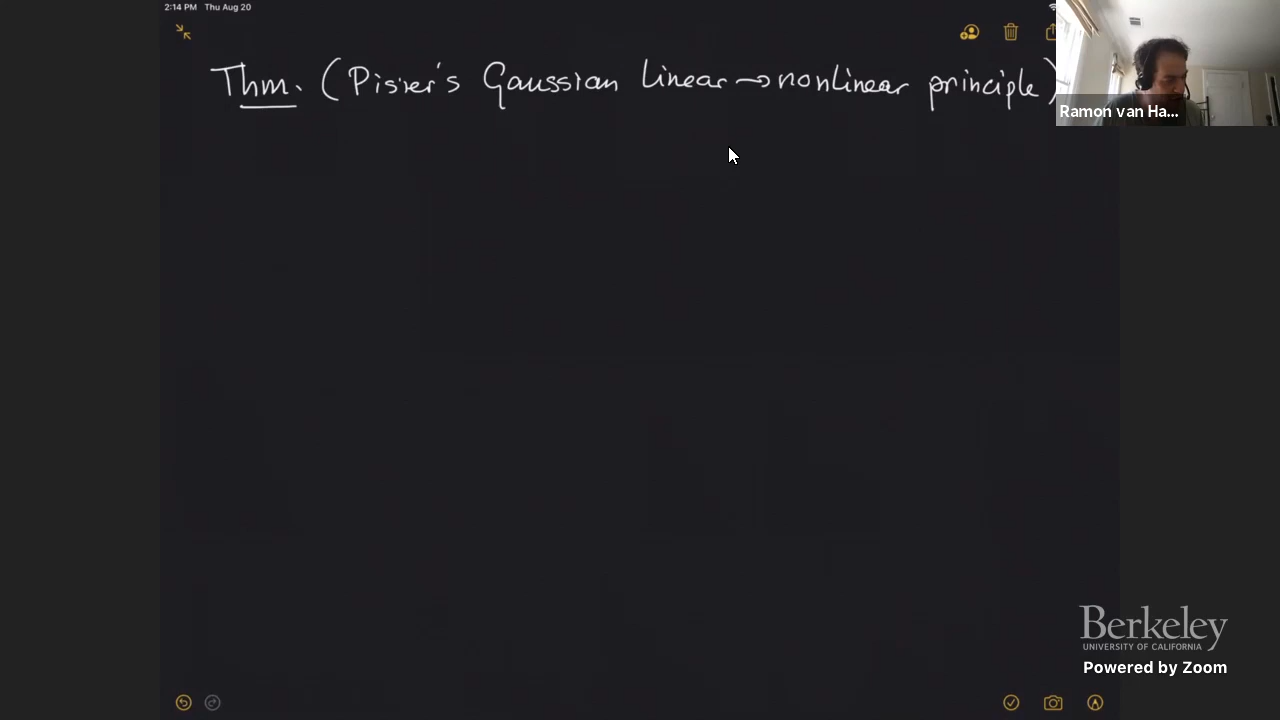 2:14 PM Thu Aug 20
Thm. (Pisier's Gaussian linear → nonlinear principle)
Ramon van Ha...
Berkeley
UNIVERSITY OF CALIFORNIA
Powered by Zoom